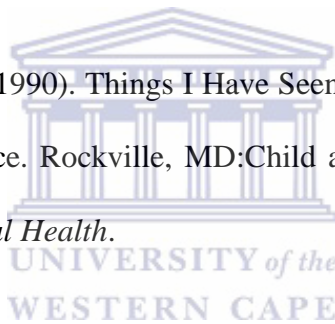 1990). Things I Have Seen
ce. Rockville, MD:Child a
al Health.
UNIVERSITY of the
WESTERN CAPE